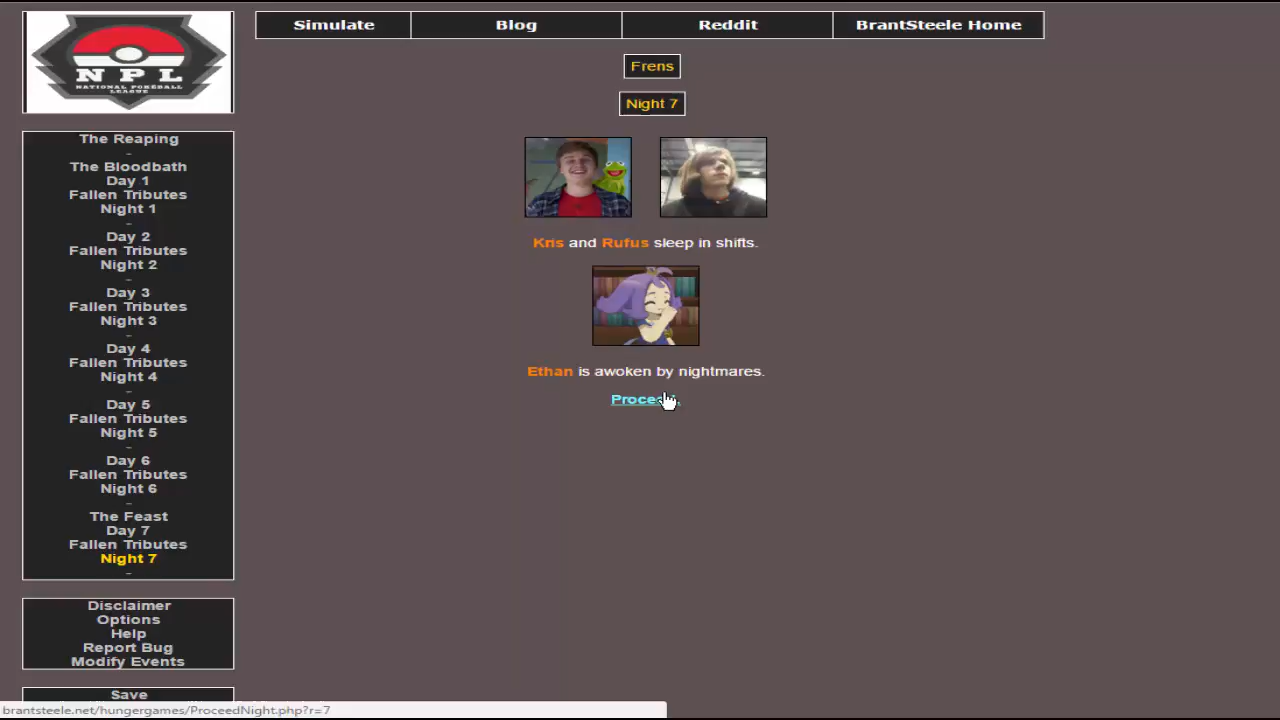 Simulate
Blog
Reddit
BrantSteele Home
NPL
NATIONAL POKÉBALL
LEAGUE
Frens
Night 7
The Reaping
-
The Bloodbath
Day 1
Fallen Tributes
Night 1
-
Day 2
Fallen Tributes
Night 2
-
Day 3
Fallen Tributes
Night 3
-
Day 4
Fallen Tributes
Night 4
-
Day 5
Fallen Tributes
Night 5
-
Day 6
Fallen Tributes
Night 6
-
The Feast
Day 7
Fallen Tributes
Night 7
-
Kris and Rufus sleep in shifts.
Ethan is awoken by nightmares.
Disclaimer
Options
Help
Report Bug
Modify Events
Save
brantsteele.net/hungergames/ProceedNight.php?r=7